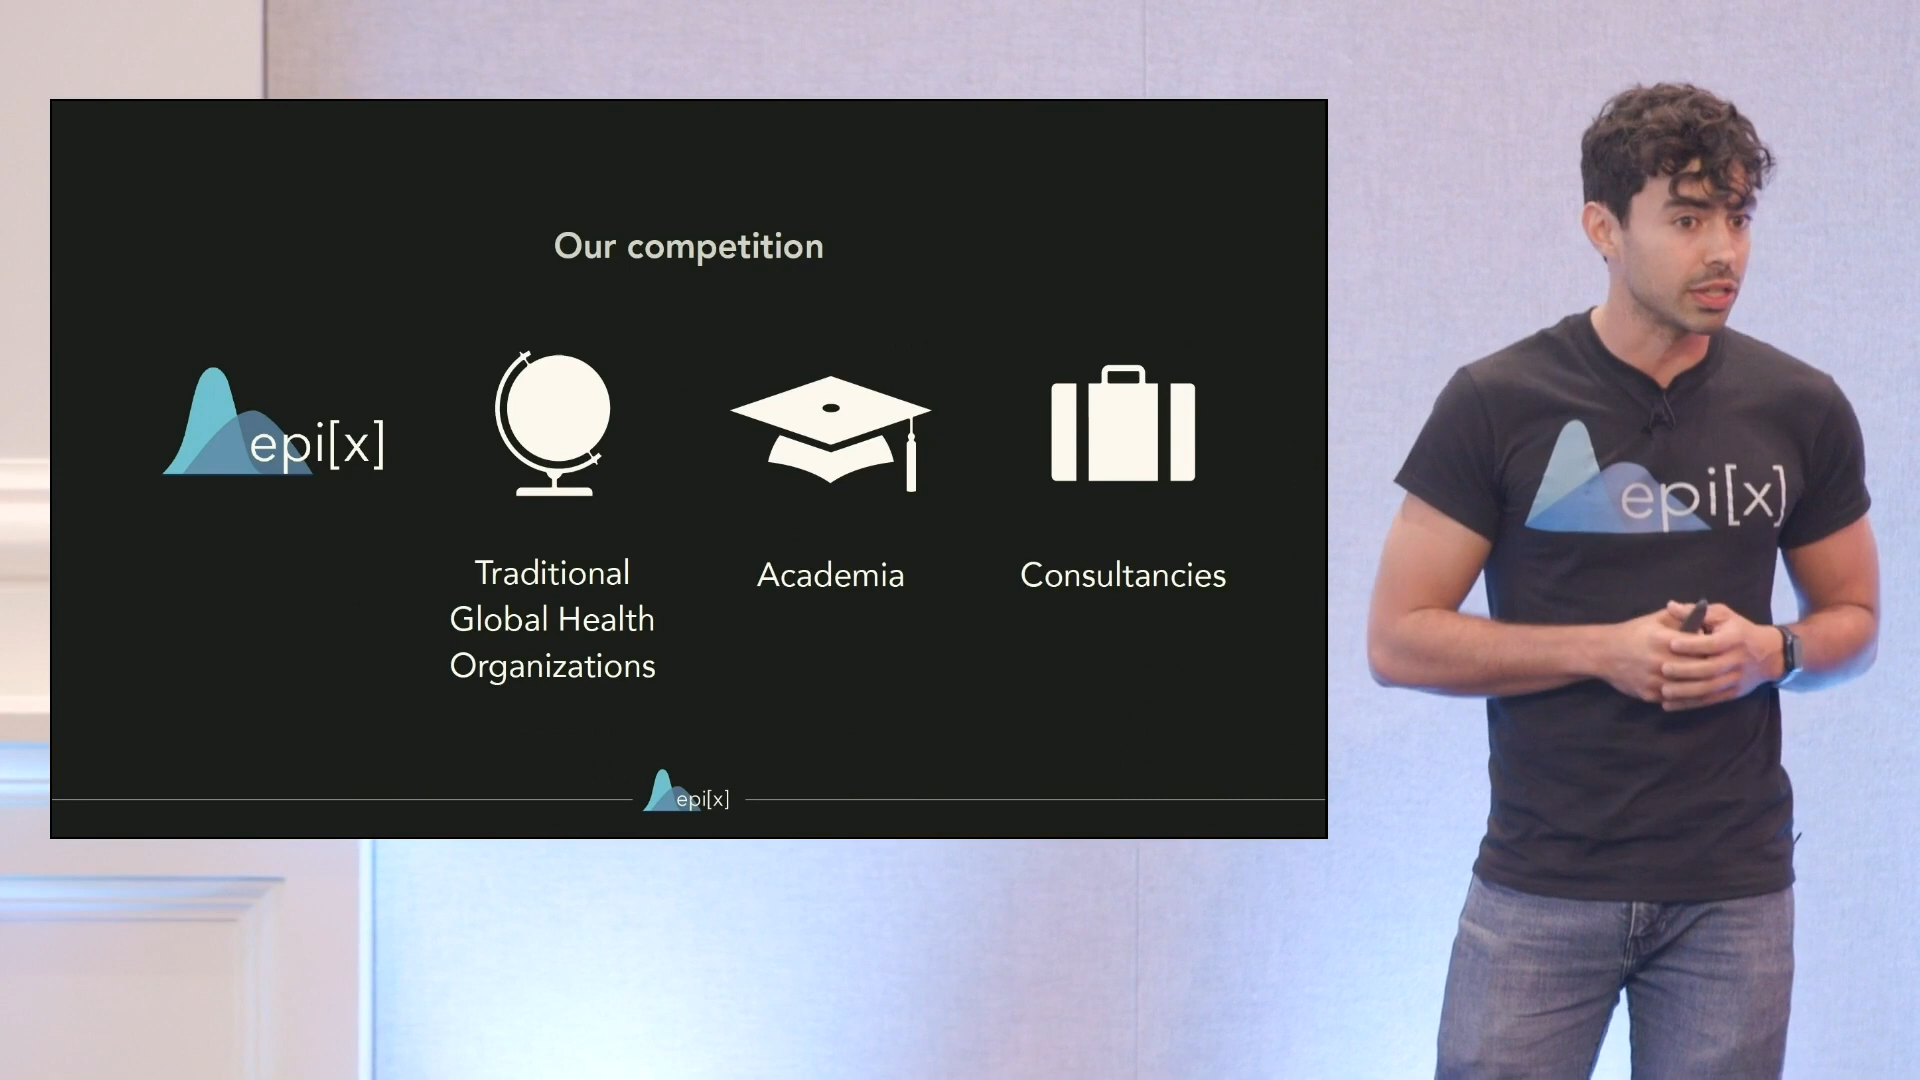 Our competition
epi[x]
Traditional
Global Health
Organizations
Academia
Consultancies
epi[x]
epi[x]